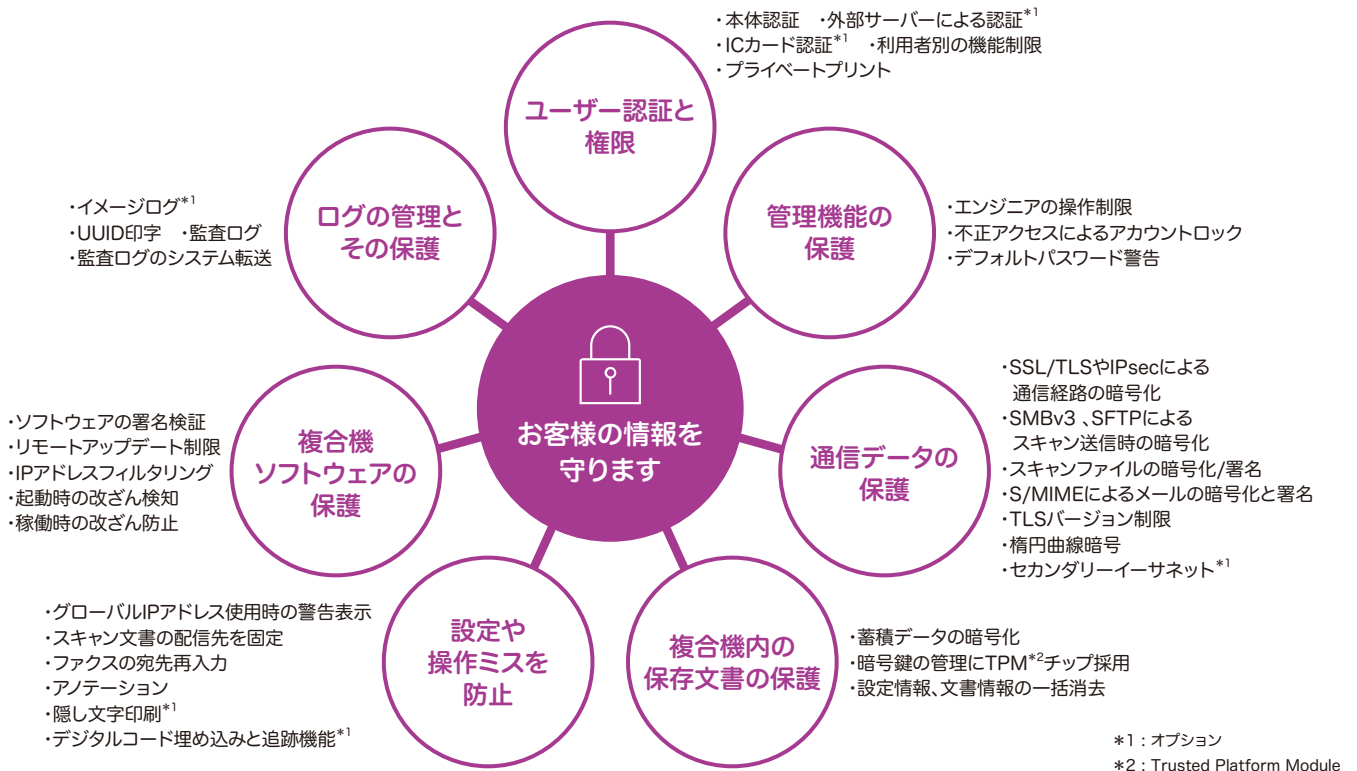 ・本体認証　・外部サーバーによる認証*1
・ICカード認証*1　・利用者別の機能制限
・プライベートプリント
ユーザー認証と
権限
・イメージログ*1
・UUID印字　・監査ログ
・監査ログのシステム転送
ログの管理と
その保護
管理機能の
保護
・エンジニアの操作制限
・不正アクセスによるアカウントロック
・デフォルトパスワード警告
お客様の情報を
守ります
・ソフトウェアの署名検証
・リモートアップデート制限
・IPアドレスフィルタリング
・起動時の改ざん検知
・稼働時の改ざん防止
複合機
ソフトウェアの
保護
通信データの
保護
・SSL/TLSやIPsecによる
通信経路の暗号化
・SMBv3 、SFTPによる
スキャン送信時の暗号化
・スキャンファイルの暗号化/署名
・S/MIMEによるメールの暗号化と署名
・TLSバージョン制限
・楕円曲線暗号
・セカンダリーイーサネット*1
・グローバルIPアドレス使用時の警告表示
・スキャン文書の配信先を固定
・ファクスの宛先再入力
・アノテーション
・隠し文字印刷*1
・デジタルコード埋め込みと追跡機能*1
設定や
操作ミスを
防止
複合機内の
保存文書の保護
・蓄積データの暗号化
・暗号鍵の管理にTPM*2チップ採用
・設定情報、文書情報の一括消去
*1 : オプション
*2 : Trusted Platform Module